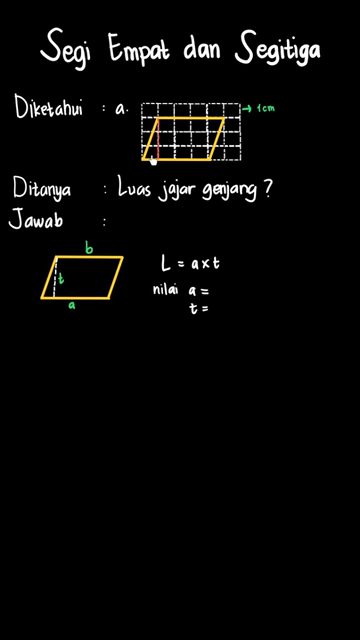 Segi Empat dan Segitiga
Diketahui : a.
→ 1cm
Ditanya : Luas jajar genjang ?
Jawab :
b
t
a
L = a x t
nilai a =
t =